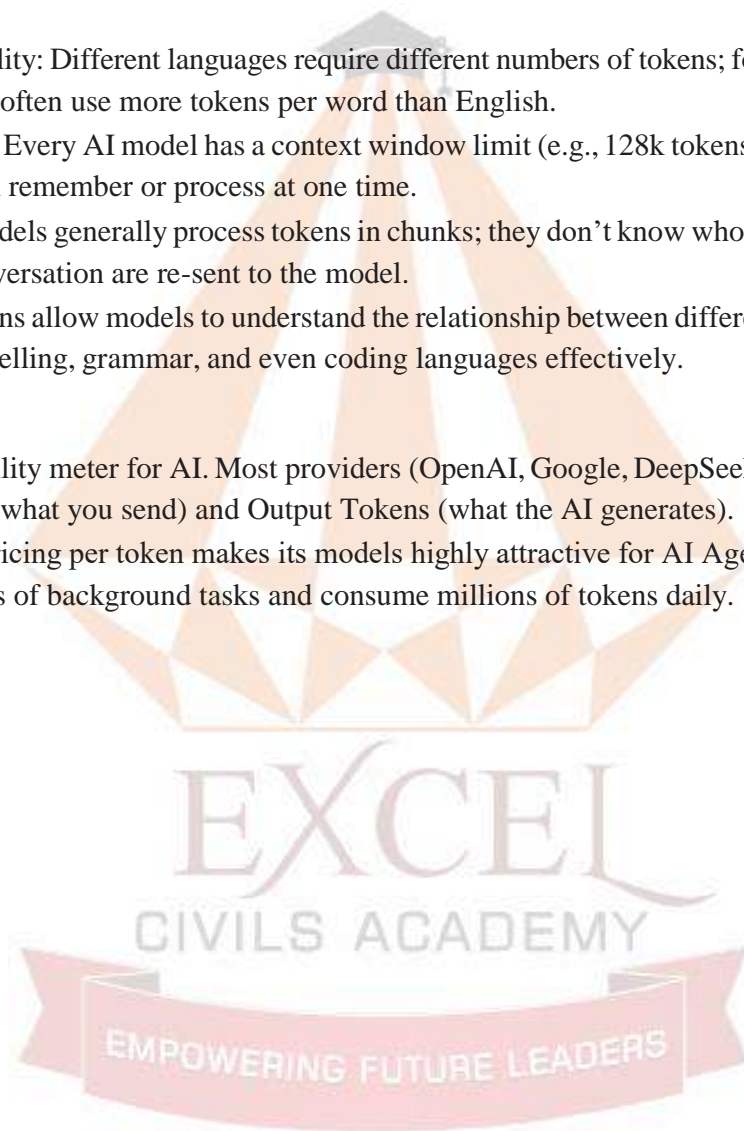 lity: Different languages require different numbers of tokens; fo
often use more tokens per word than English.
Every AI model has a context window limit (e.g., 128k tokens
remember or process at one time.
dels generally process tokens in chunks; they don’t know who
versation are re-sent to the model.
ns allow models to understand the relationship between differe
elling, grammar, and even coding languages effectively.
ility meter for AI. Most providers (OpenAI, Google, DeepSeek
what you send) and Output Tokens (what the AI generates).
ricing per token makes its models highly attractive for AI Age
s of background tasks and consume millions of tokens daily.
EXCEL
CIVILS ACADEMY
EMPOWERING FUTURE LEADERS